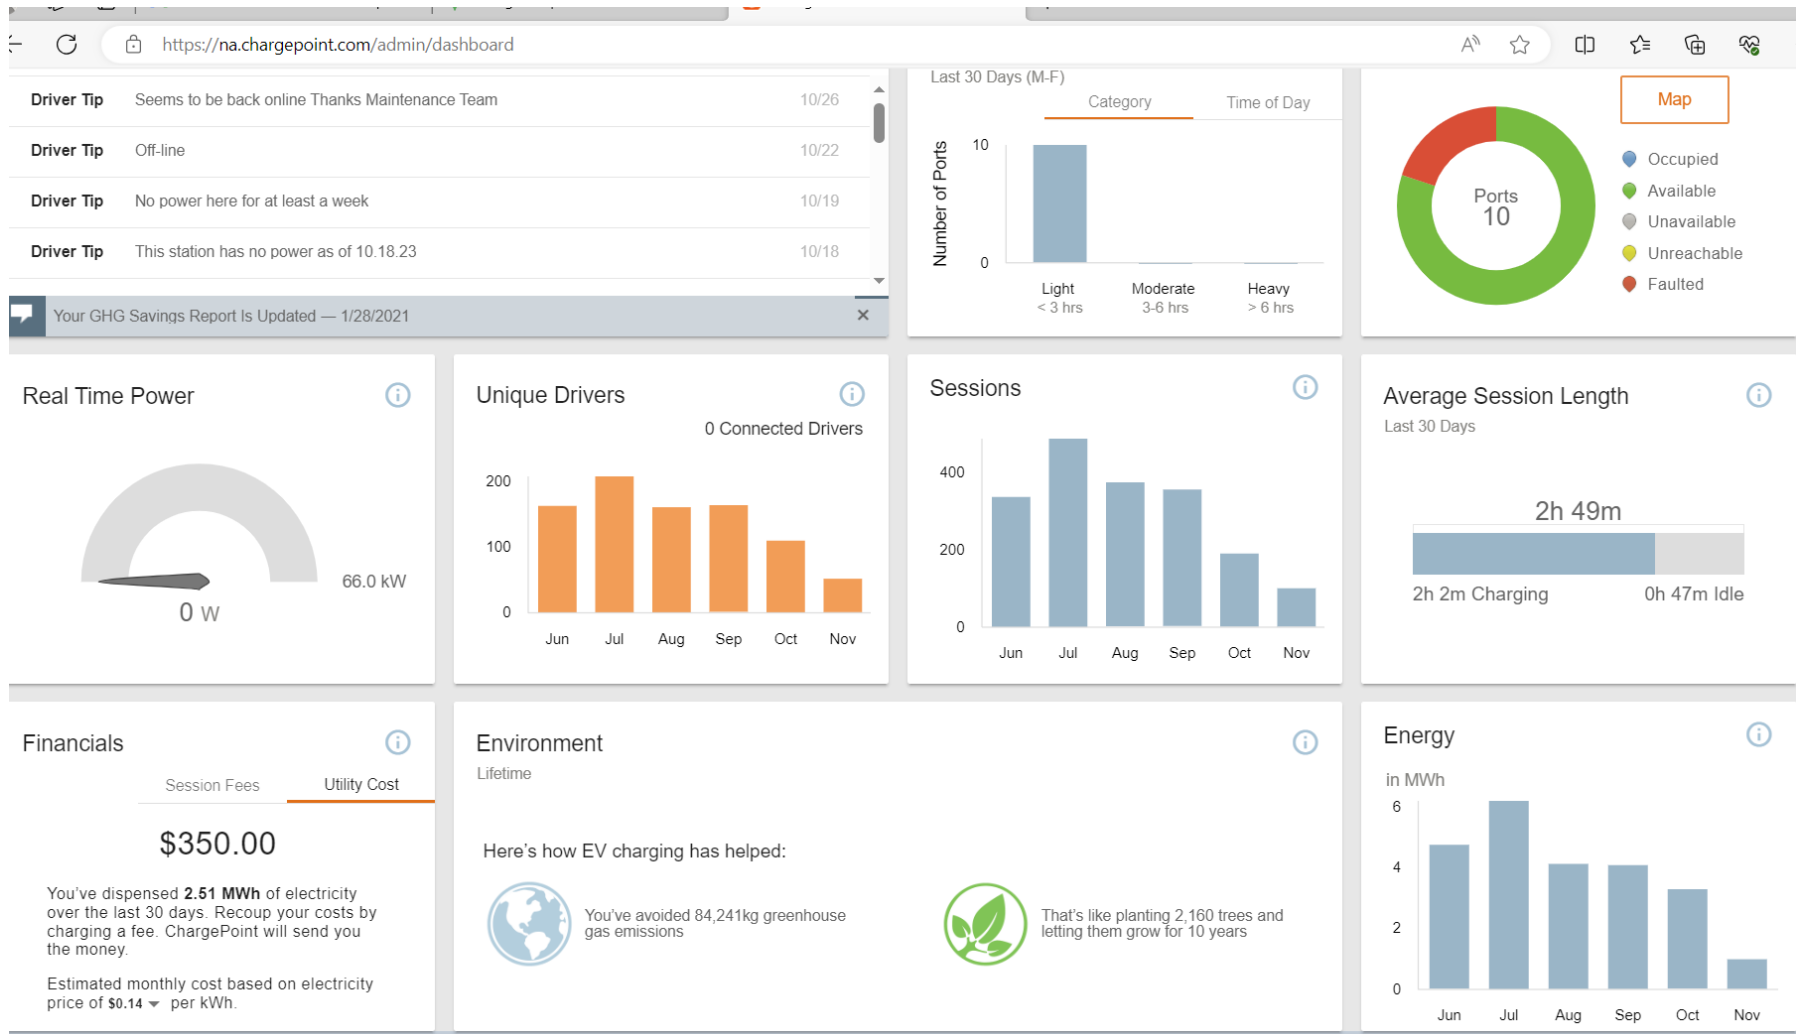 https://na.chargepoint.com/admin/dashboard
Driver Tip Seems to be back online Thanks Maintenance Team 10/26
Driver Tip Off-line 10/22
Driver Tip No power here for at least a week 10/19
Driver Tip This station has no power as of 10.18.23 10/18
Your GHG Savings Report Is Updated — 1/28/2021
Last 30 Days (M-F)
Category Time of Day
Number of Ports
10
0
Light Moderate Heavy
< 3 hrs 3-6 hrs > 6 hrs
Map
Ports
10
Occupied
Available
Unavailable
Unreachable
Faulted
Real Time Power
66.0 kW
0 W
Unique Drivers
0 Connected Drivers
200
100
0
Jun Jul Aug Sep Oct Nov
Sessions
400
200
0
Jun Jul Aug Sep Oct Nov
Average Session Length
Last 30 Days
2h 49m
2h 2m Charging 0h 47m Idle
Financials
Session Fees Utility Cost
$350.00
You've dispensed 2.51 MWh of electricity
over the last 30 days. Recoup your costs by
charging a fee. ChargePoint will send you
the money.
Estimated monthly cost based on electricity
price of $0.14 per kWh.
Environment
Lifetime
Here's how EV charging has helped:
You've avoided 84,241kg greenhouse
gas emissions
That's like planting 2,160 trees and
letting them grow for 10 years
Energy
in MWh
6
4
2
0
Jun Jul Aug Sep Oct Nov